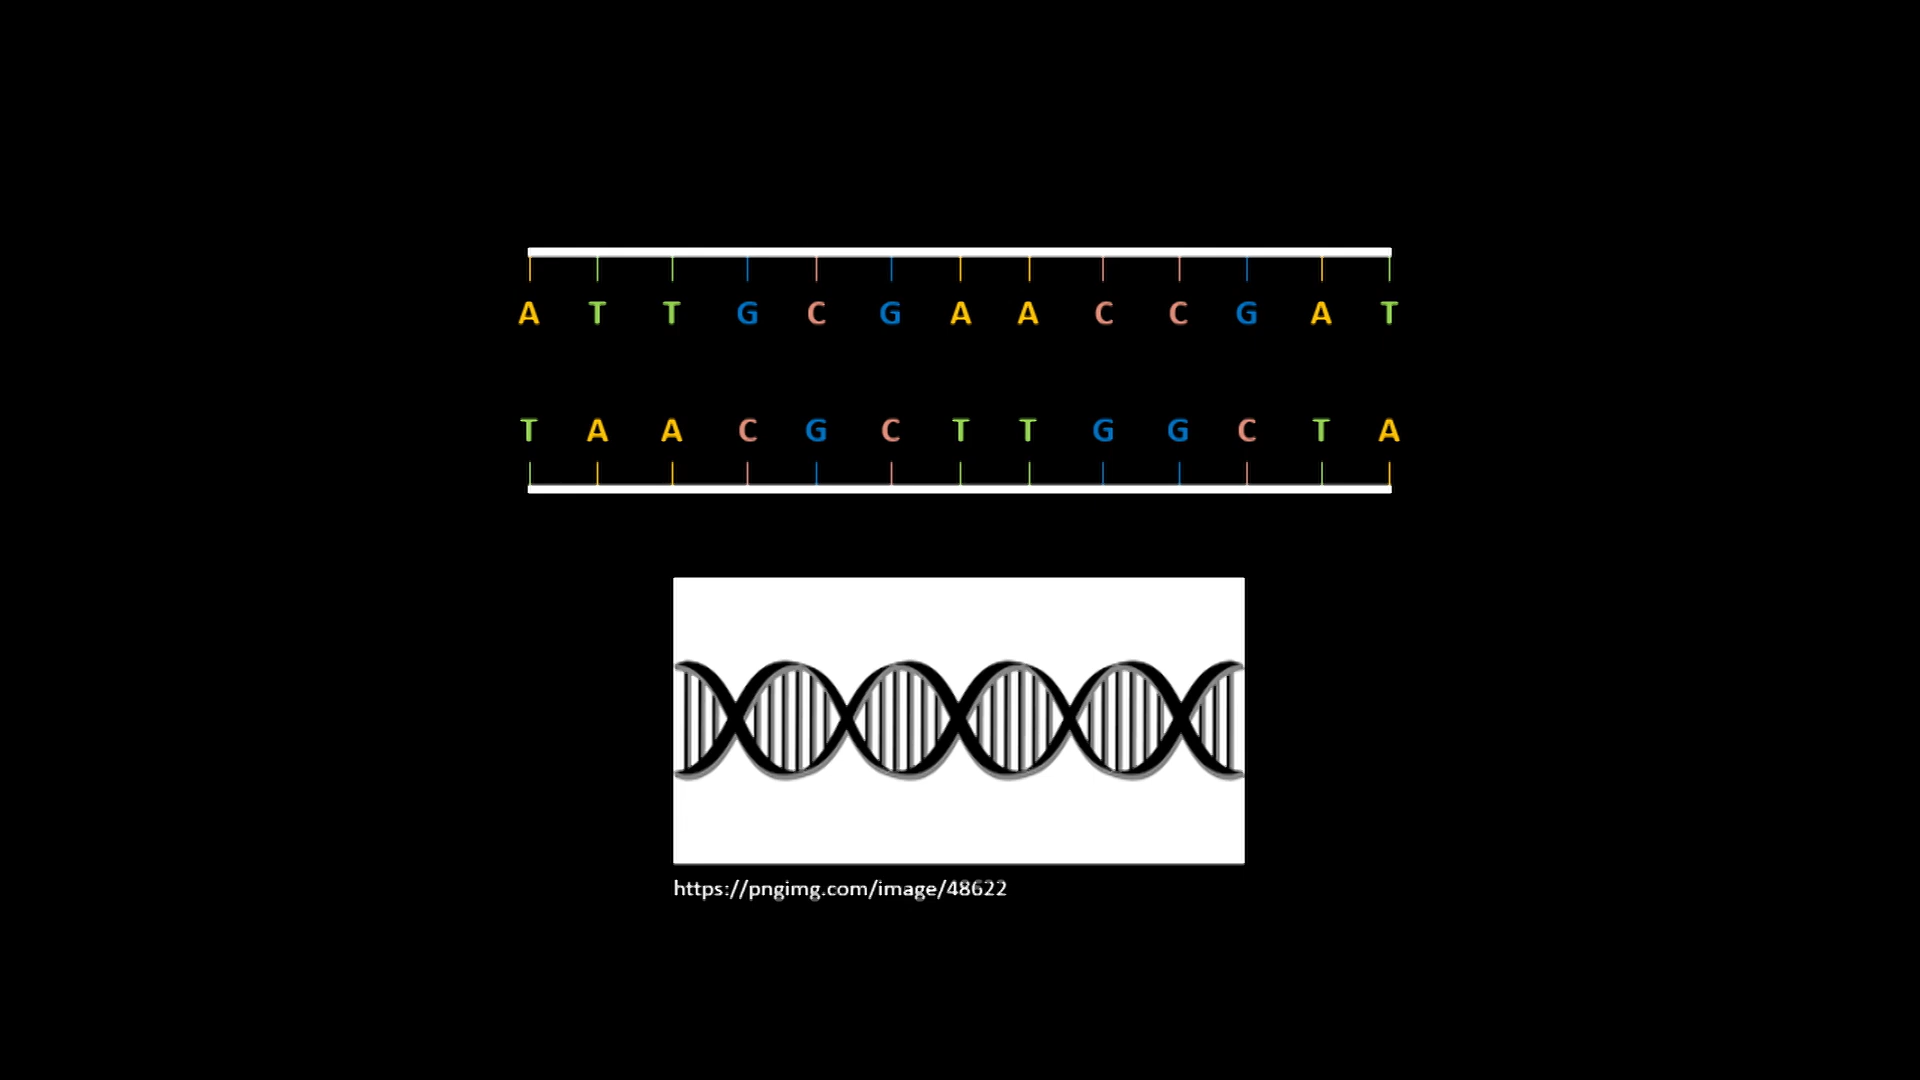 A T T G C G A A C C G A T
T A A C G C T T G G C T A
https://pngimg.com/image/48622